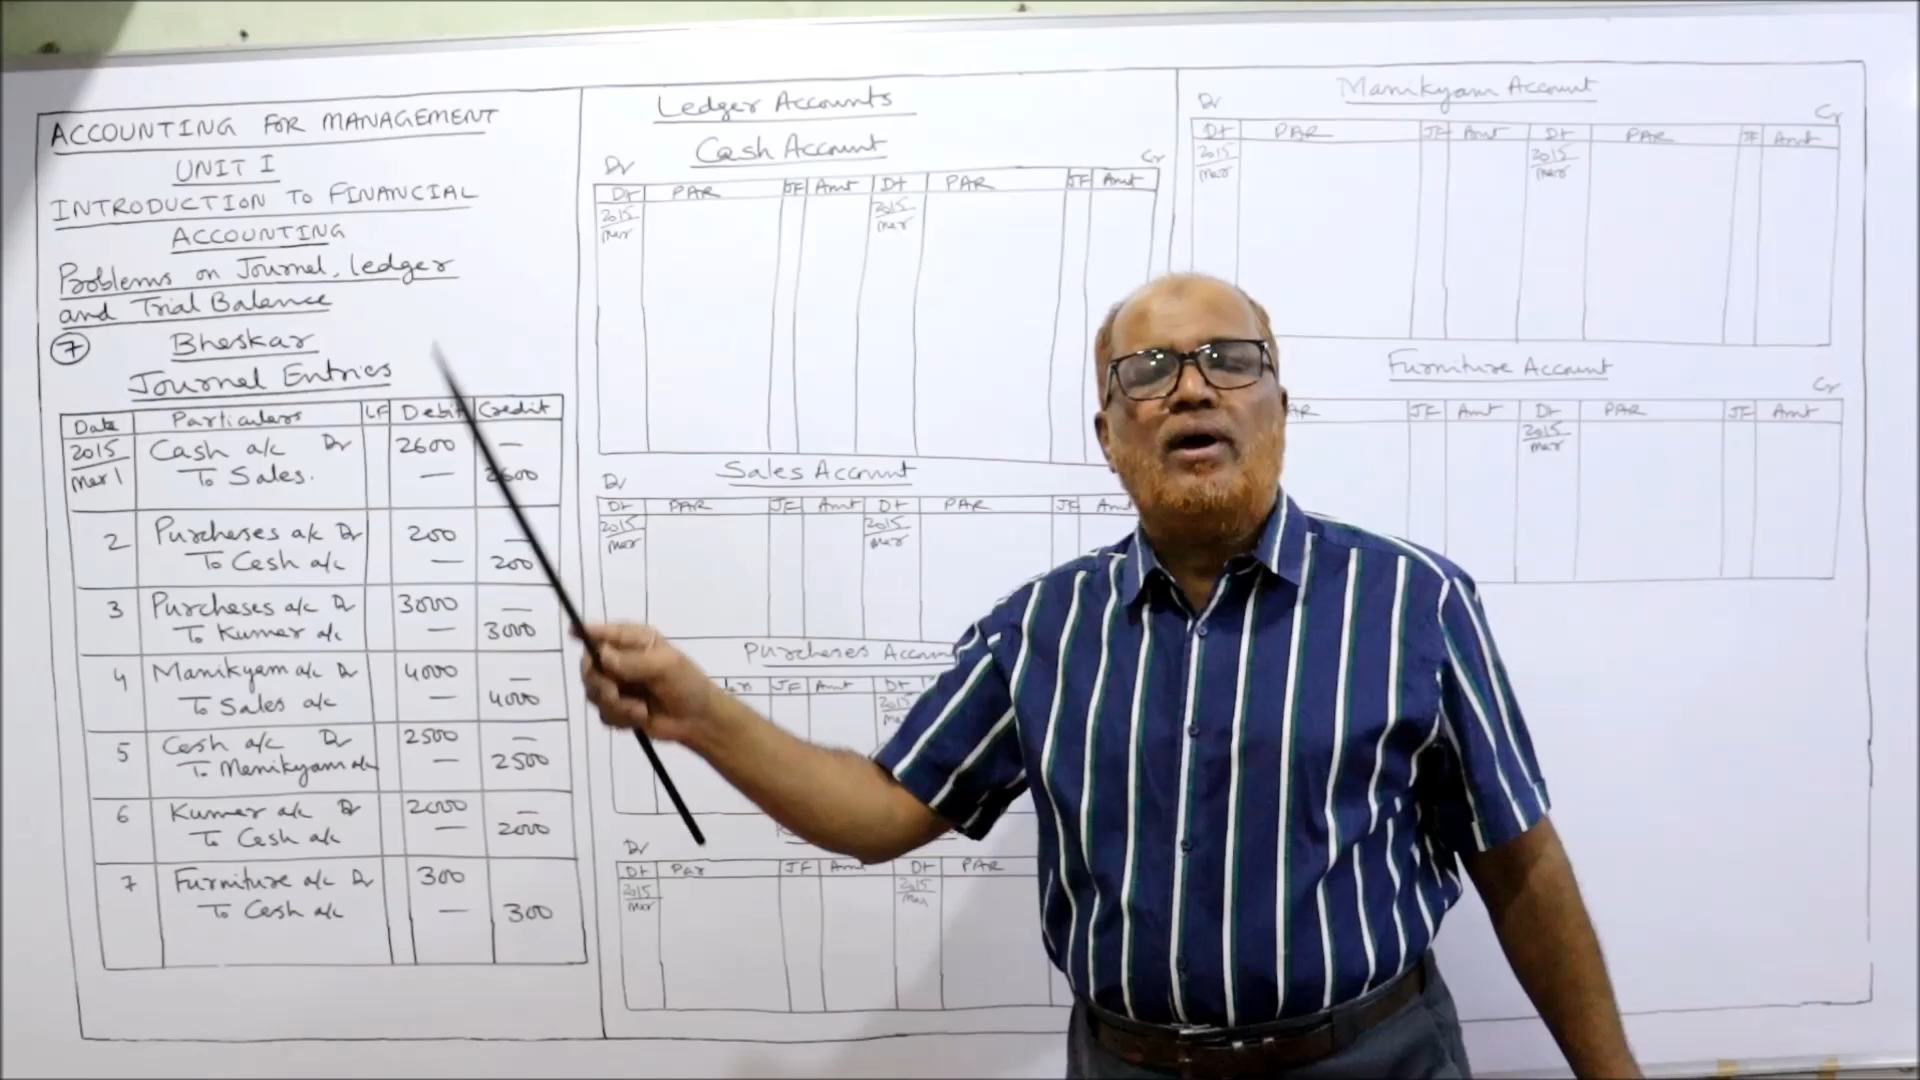 ACCOUNTING FOR MANAGEMENT
UNIT I
INTRODUCTION TO FINANCIAL
ACCOUNTING
Problems on Journal, ledger
and Trial Balance
7 Bhaskar
Journal Entries
Date Particulars LF Debit Credit
2015
Mar 1 Cash a/c Dr 2600 —
To Sales. —
2 Purchases a/c Dr 200 —
To Cash a/c — 200
3 Purchases a/c Dr 3000 —
To Kumar a/c — 3000
4 Manikyam a/c Dr 4000 —
To Sales a/c — 4000
5 Cash a/c Dr 2500 —
To Manikyam a/c — 2500
6 Kumar a/c Dr 2000 —
To Cash a/c — 2000
7 Furniture a/c Dr 300
To Cash a/c — 300
Ledger Accounts
Cash Account
Dr Cr
Dt PAR JF Amt Dt PAR JF Amt
2015 2015
Mar Mar
Sales Account
Dr
Dt PAR JF Amt Dt PAR JF Amt
2015 2015
Mar Mar
Purchases
JF Amt Dt
2015
Dr
Dt Par JF Amt Dt PAR
2015 2015
Mar Mar
Manikyam Account
Dr Cr
Dt PAR JF Amt Dt PAR JF Amt
2015 2015
Mar Mar
Furniture Account
Cr
JF Amt Dt PAR JF Amt
2015
Mar